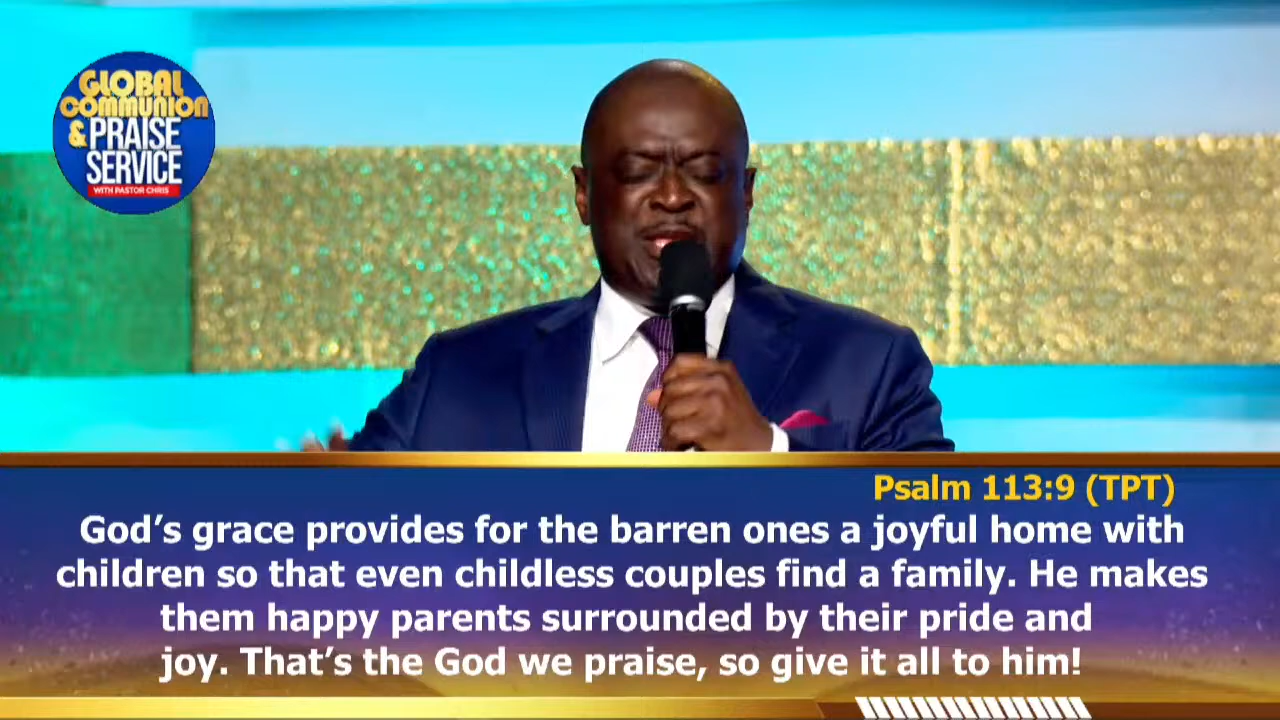 GLOBAL
COMMUNION
& PRAISE
SERVICE
WITH PASTOR CHRIS
Psalm 113:9 (TPT)
God’s grace provides for the barren ones a joyful home with
children so that even childless couples find a family. He makes
them happy parents surrounded by their pride and
joy. That’s the God we praise, so give it all to him!